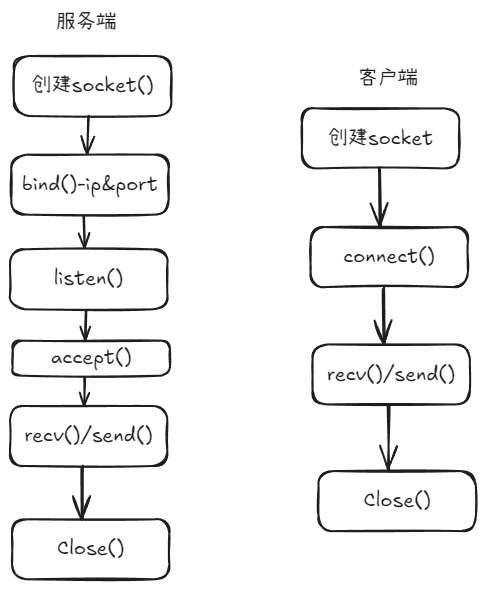 服务端
创建socket()
bind()-ip&port
listen()
accept()
recv()/send()
Close()
客户端
创建socket
connect()
recv()/send()
Close()